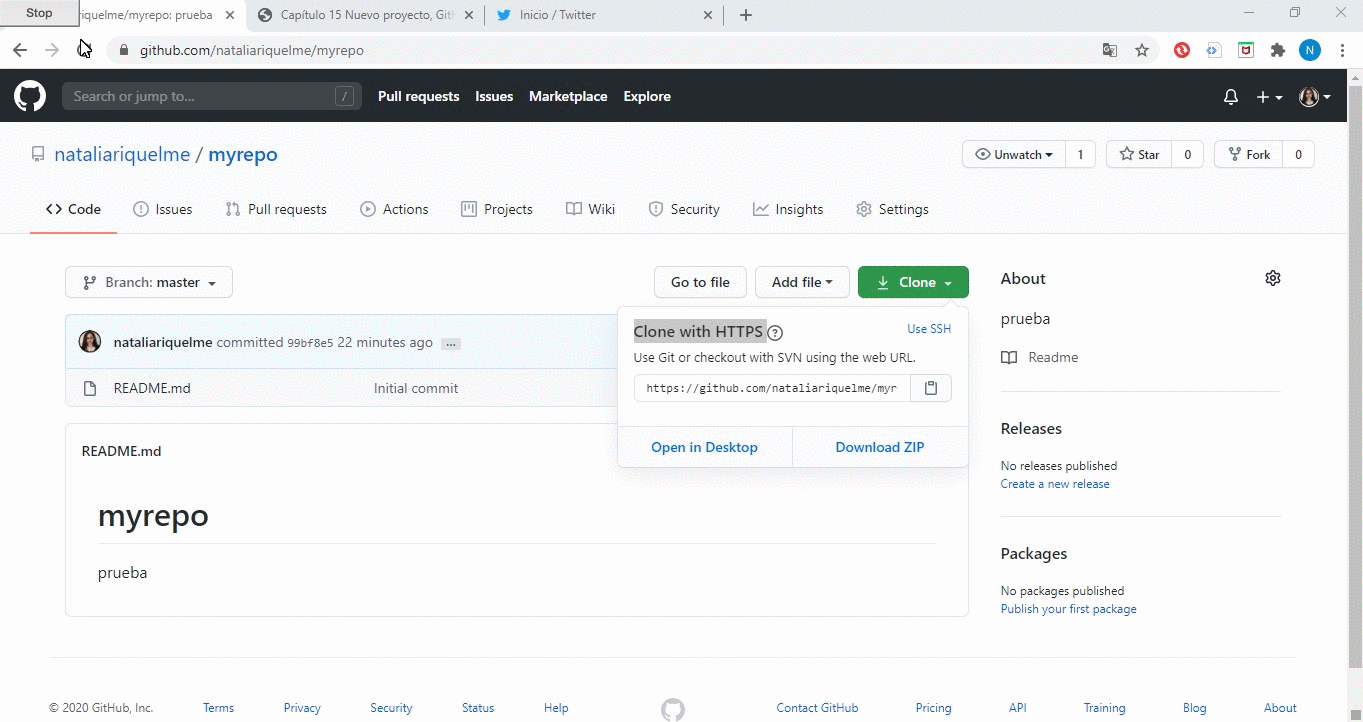 Stop
riquelme/myrepo: prueba
Capítulo 15 Nuevo proyecto, Git
Inicio / Twitter
github.com/nataliariquelme/myrepo
N
Search or jump to...
/
Pull requests Issues Marketplace Explore
nataliariquelme / myrepo
Unwatch 1 Star 0 Fork 0
Code Issues Pull requests Actions Projects Wiki Security Insights Settings
Branch: master Go to file Add file Clone
nataliariquelme committed 99bf8e5 22 minutes ago ...
README.md Initial commit
Clone with HTTPS ? Use SSH
Use Git or checkout with SVN using the web URL.
https://github.com/nataliariquelme/myr
Open in Desktop Download ZIP
README.md
myrepo
prueba
About
prueba
Readme
Releases
No releases published
Create a new release
Packages
No packages published
Publish your first package
© 2020 GitHub, Inc. Terms Privacy Security Status Help Contact GitHub Pricing API Training Blog About